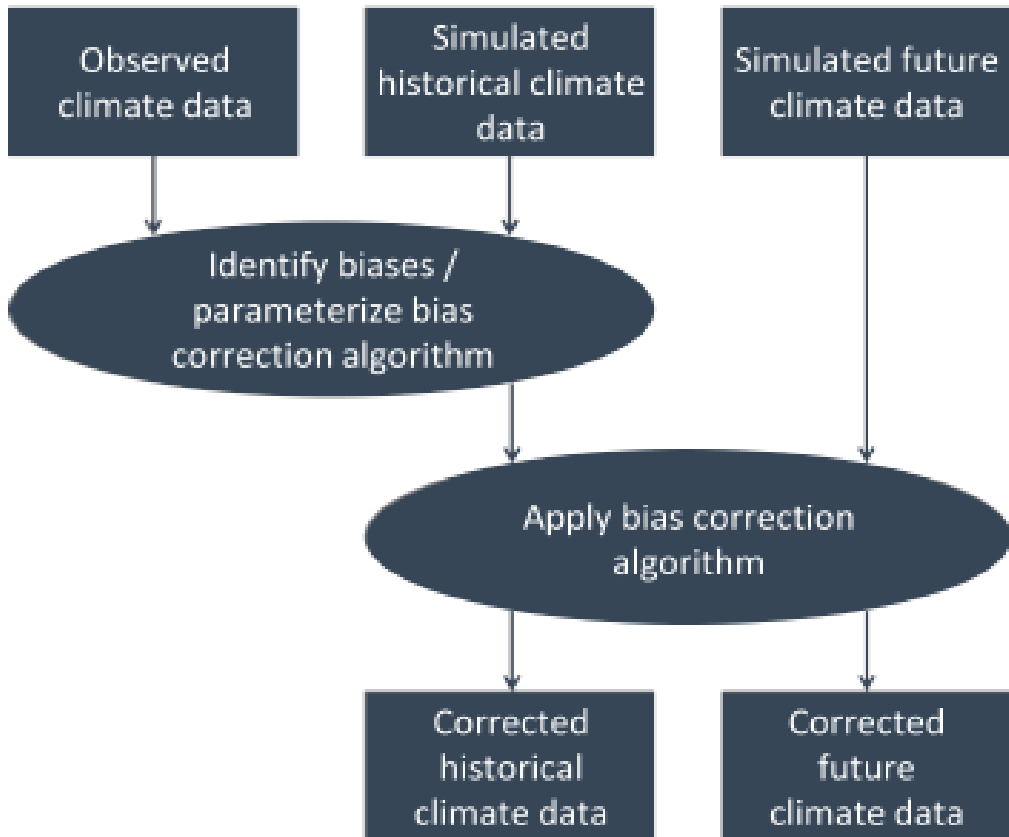 Observed
climate data
Simulated
historical climate
data
Simulated future
climate data
Identify biases /
parameterize bias
correction algorithm
Apply bias correction
algorithm
Corrected
historical
climate data
Corrected
future
climate data